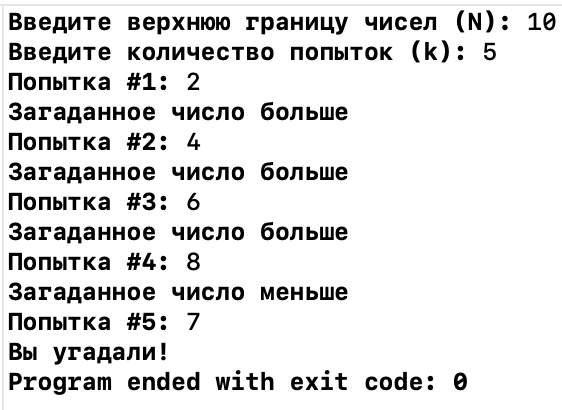 Введите верхнюю границу чисел (N): 10
Введите количество попыток (k): 5
Попытка #1: 2
Загаданное число больше
Попытка #2: 4
Загаданное число больше
Попытка #3: 6
Загаданное число больше
Попытка #4: 8
Загаданное число меньше
Попытка #5: 7
Вы угадали!
Program ended with exit code: 0